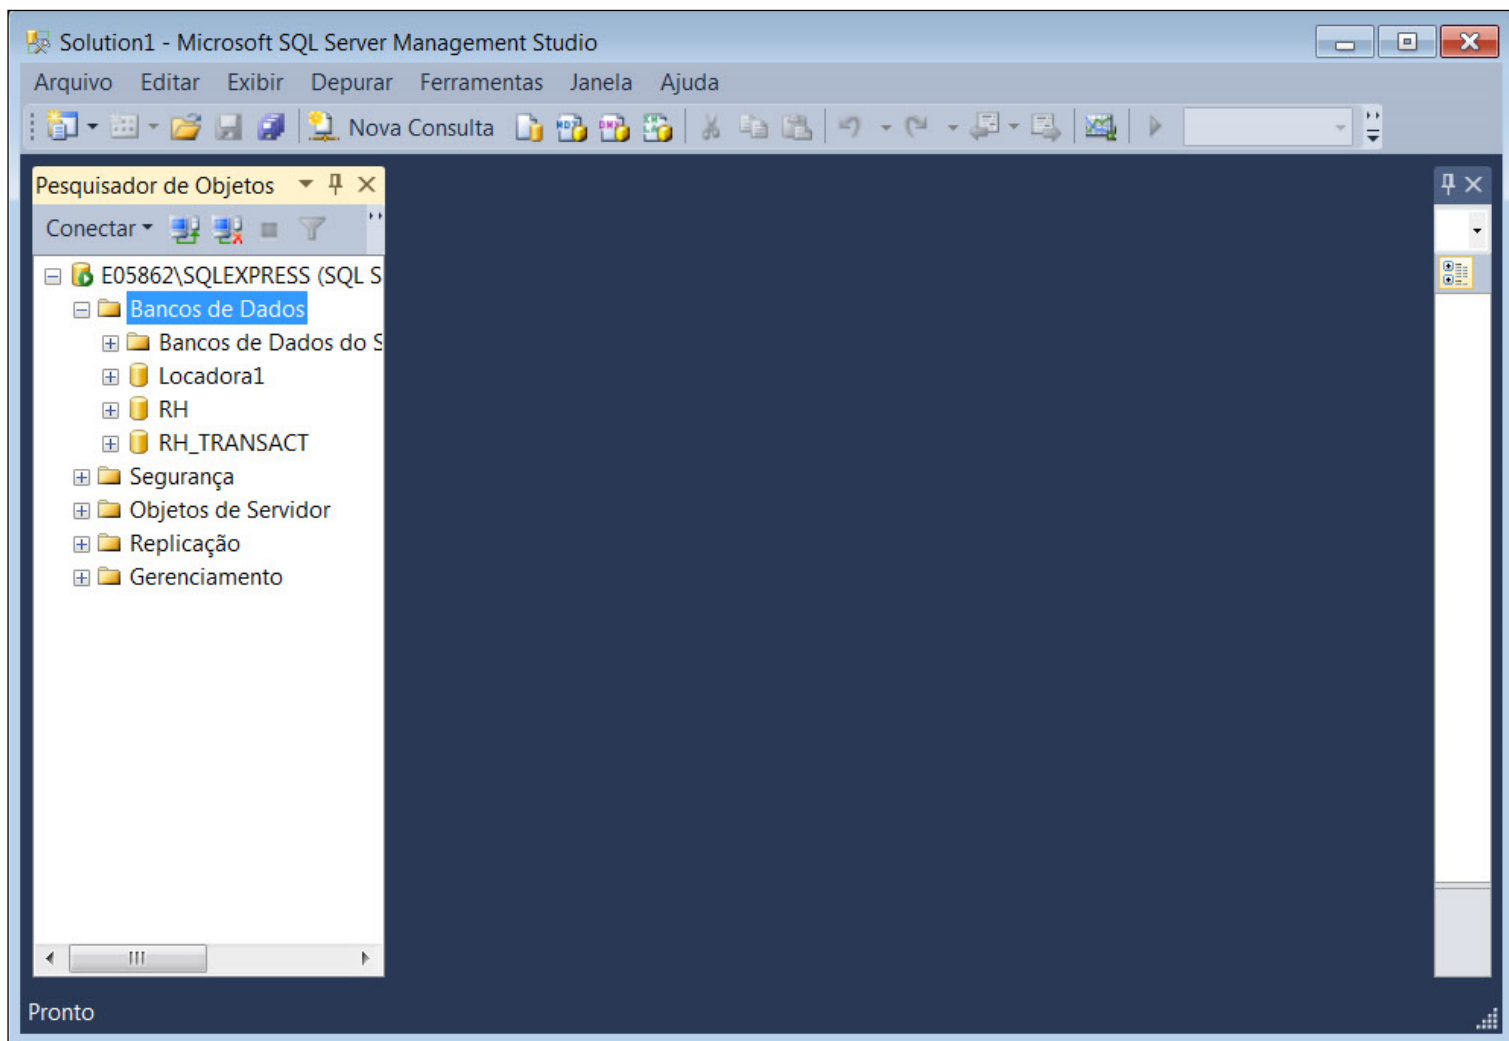 Solution1 - Microsoft SQL Server Management Studio
Arquivo Editar Exibir Depurar Ferramentas Janela Ajuda
Nova Consulta
Pesquisador de Objetos
Conectar
E05862\SQLEXPRESS (SQL S
Bancos de Dados
Bancos de Dados do S
Locadora1
RH
RH_TRANSACT
Segurança
Objetos de Servidor
Replicação
Gerenciamento
Pronto